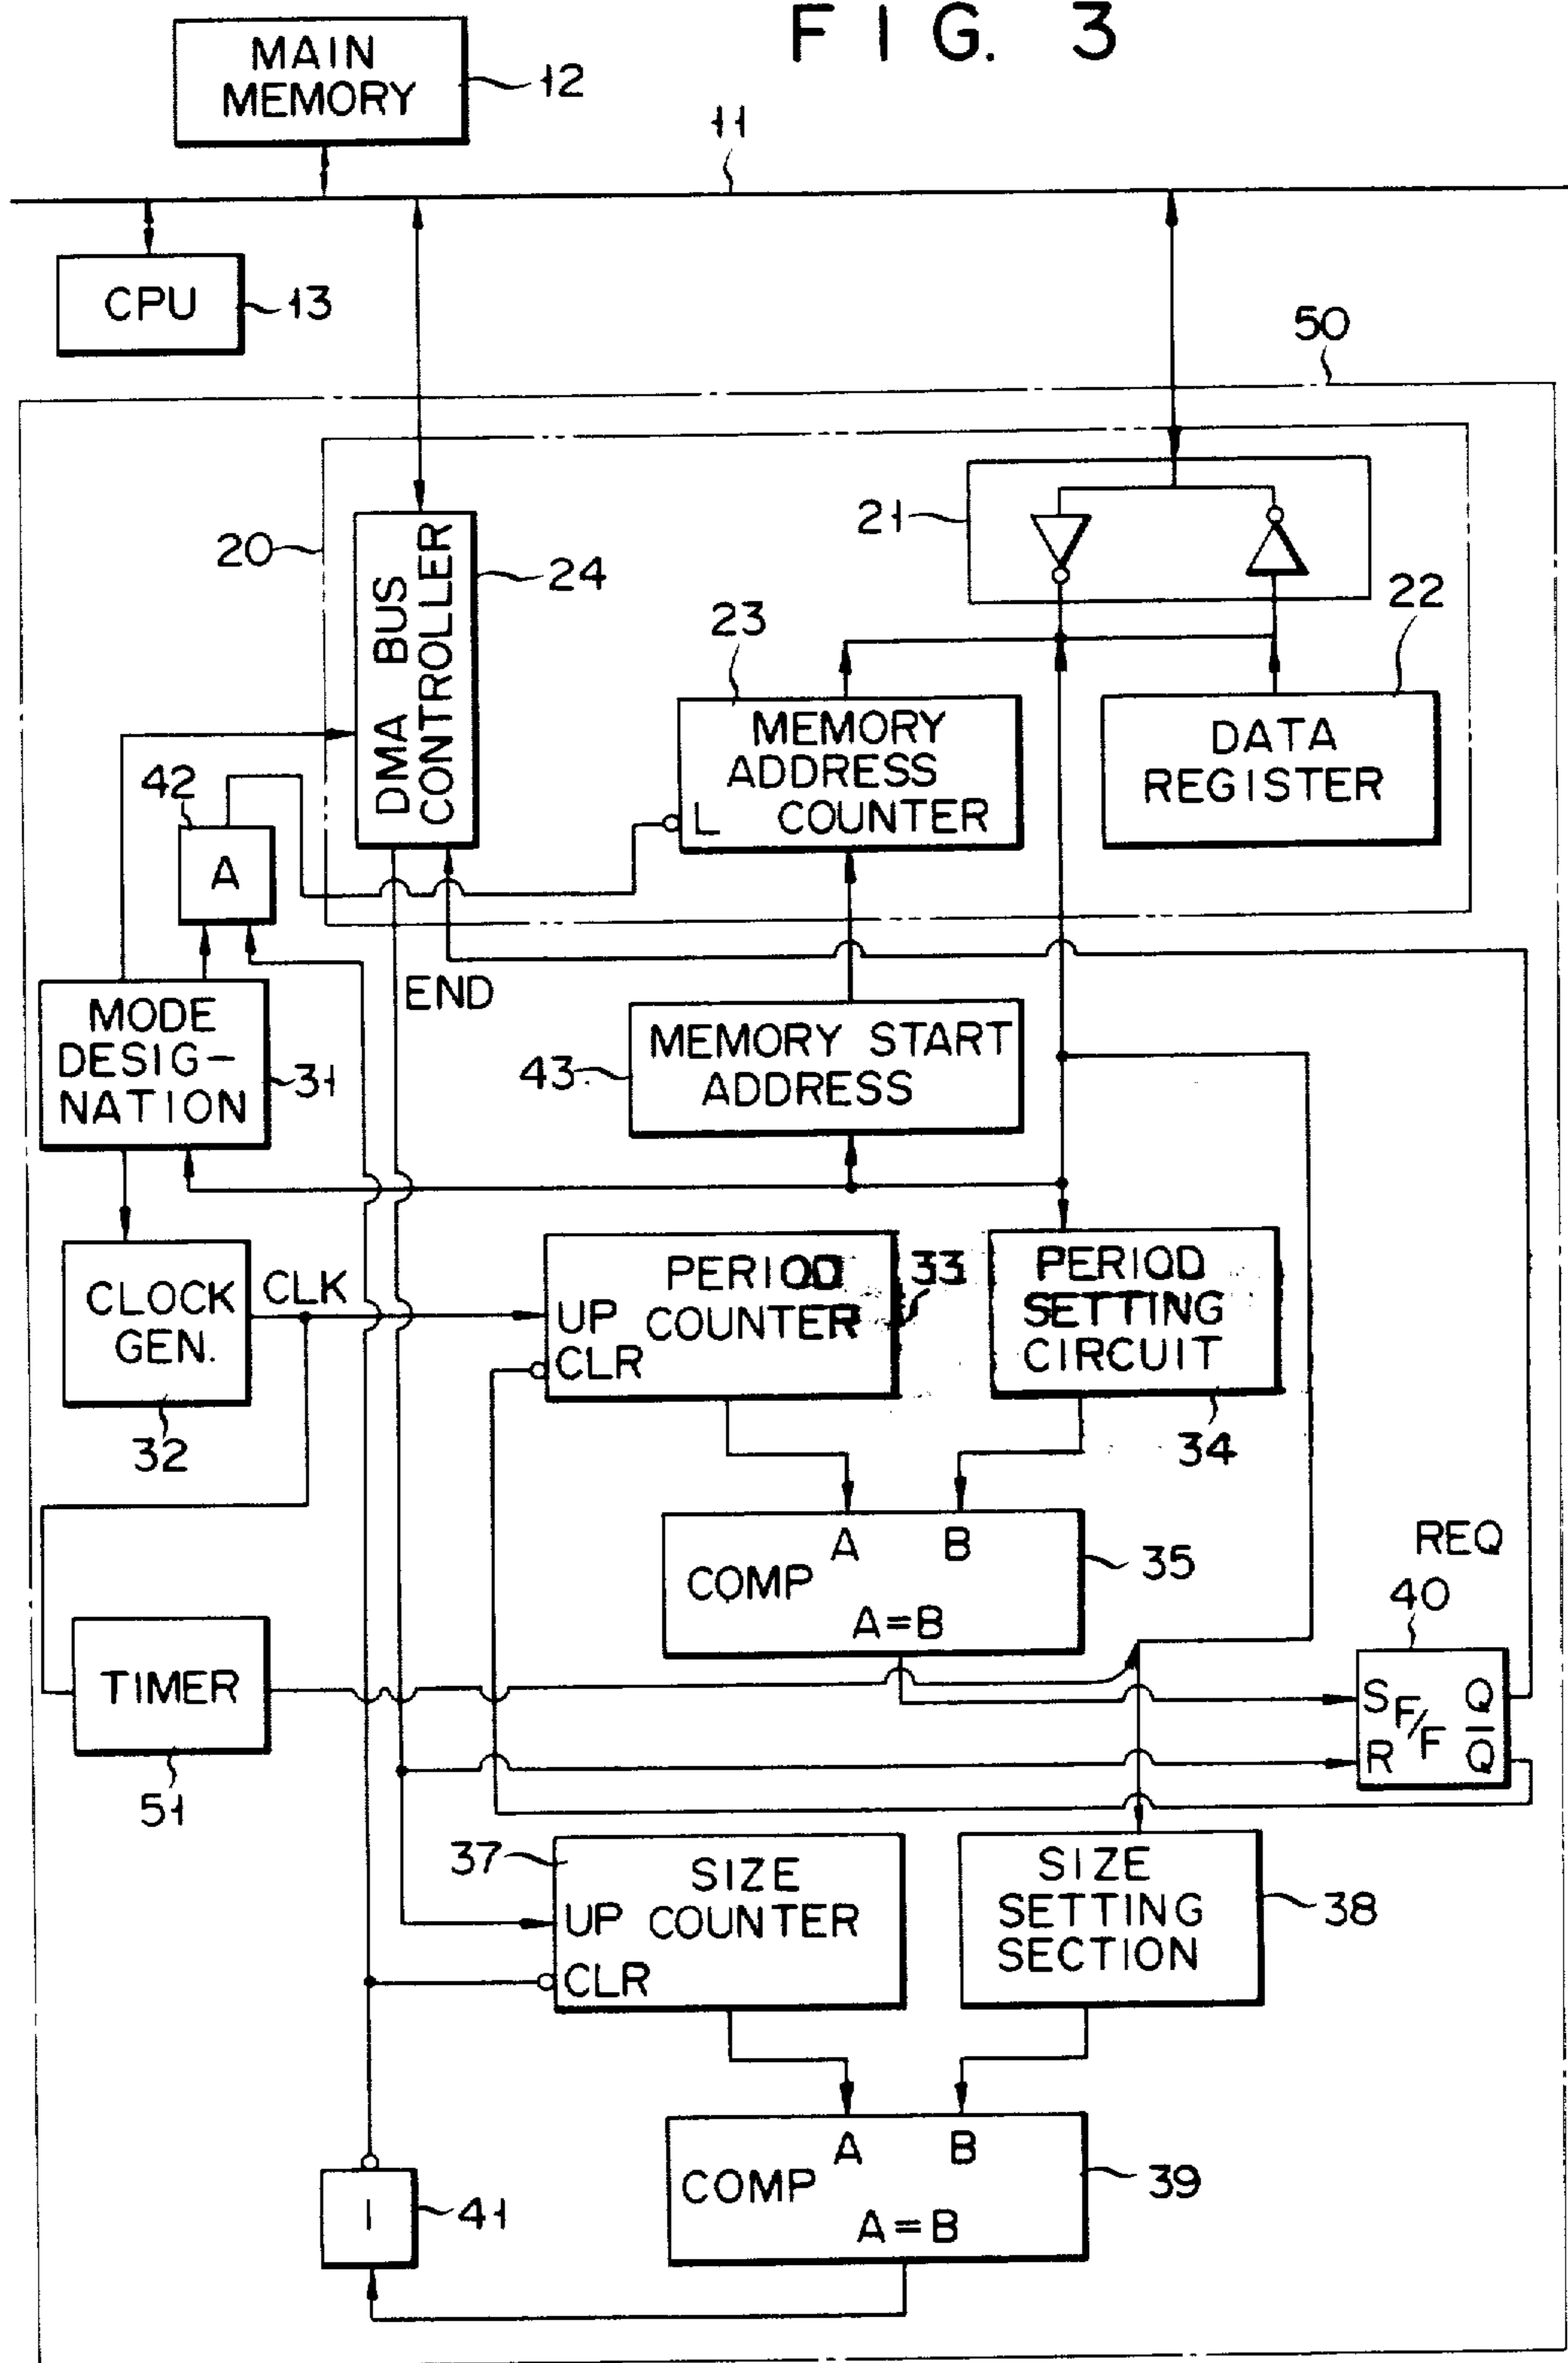 FIG. 3
MAIN
MEMORY
12
11
CPU
13
50
20
DMA BUS
CONTROLLER
24
21
23
22
MEMORY
ADDRESS
L COUNTER
DATA
REGISTER
42
A
END
MODE
DESIG-
NATION
31
43
MEMORY START
ADDRESS
CLOCK
GEN.
32
CLK
PERIOD
UP COUNTER
CLR
33
PERIOD
SETTING
CIRCUIT
34
A B
COMP
A=B
35
REQ
40
S F/F Q
R Q̅
TIMER
51
37
SIZE
UP COUNTER
CLR
SIZE
SETTING
SECTION
38
A B
COMP
A=B
39
I
41